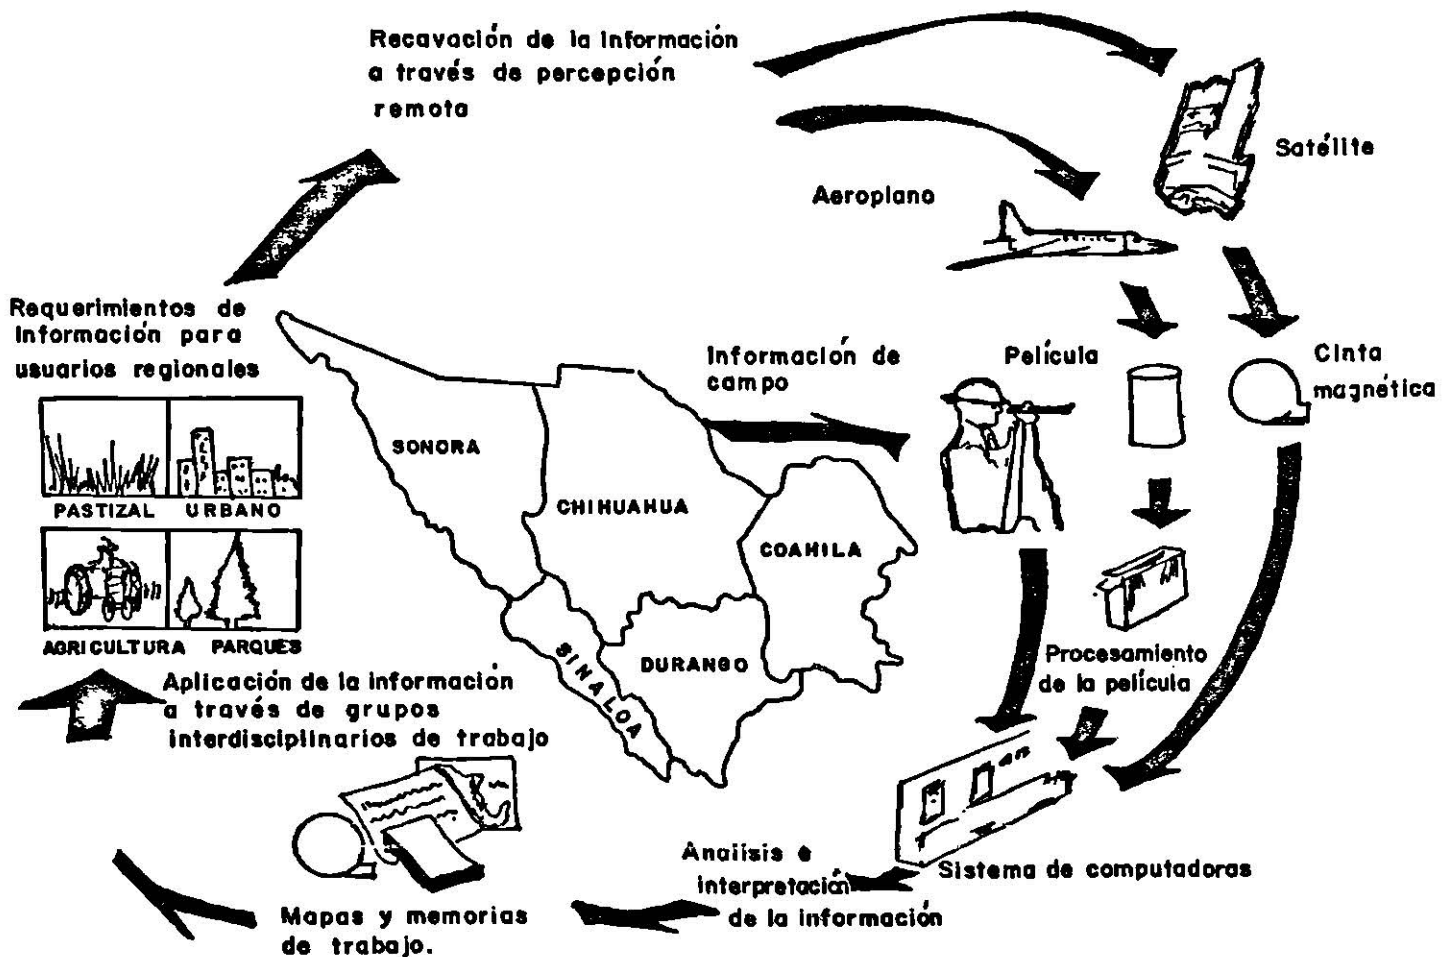 Recavación de la Información
a través de percepción
remota
Satélite
Aeroplano
Requerimientos de
Información para
usuarios regionales
Información de
campo
Película
Cinta
magnética
SONORA
CHIHUAHUA
COAHILA
PASTIZAL URBANO
AGRICULTURA PARQUES
SINALOA
DURANGO
Procesamiento
de la película
Aplicación de la información
a través de grupos
interdisciplinarios de trabajo
Sistema de computadoras
Analisis e
interpretación
de la información
Mapas y memorias
de trabajo.